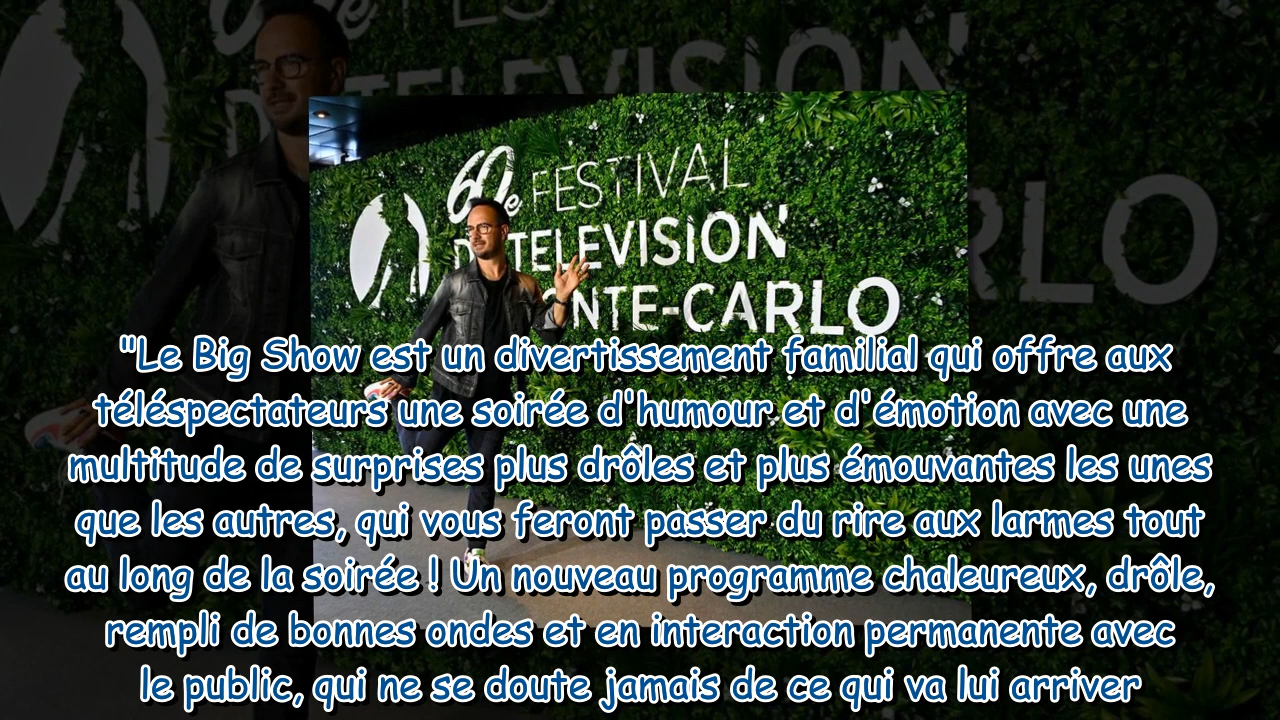 60e FESTIVAL
TELEVISION
NTE-CARLO
"Le Big Show est un divertissement familial qui offre aux
téléspectateurs une soirée d'humour et d'émotion avec une
multitude de surprises plus drôles et plus émouvantes les unes
que les autres, qui vous feront passer du rire aux larmes tout
au long de la soirée ! Un nouveau programme chaleureux, drôle,
rempli de bonnes ondes et en interaction permanente avec
le public, qui ne se doute jamais de ce qui va lui arriver